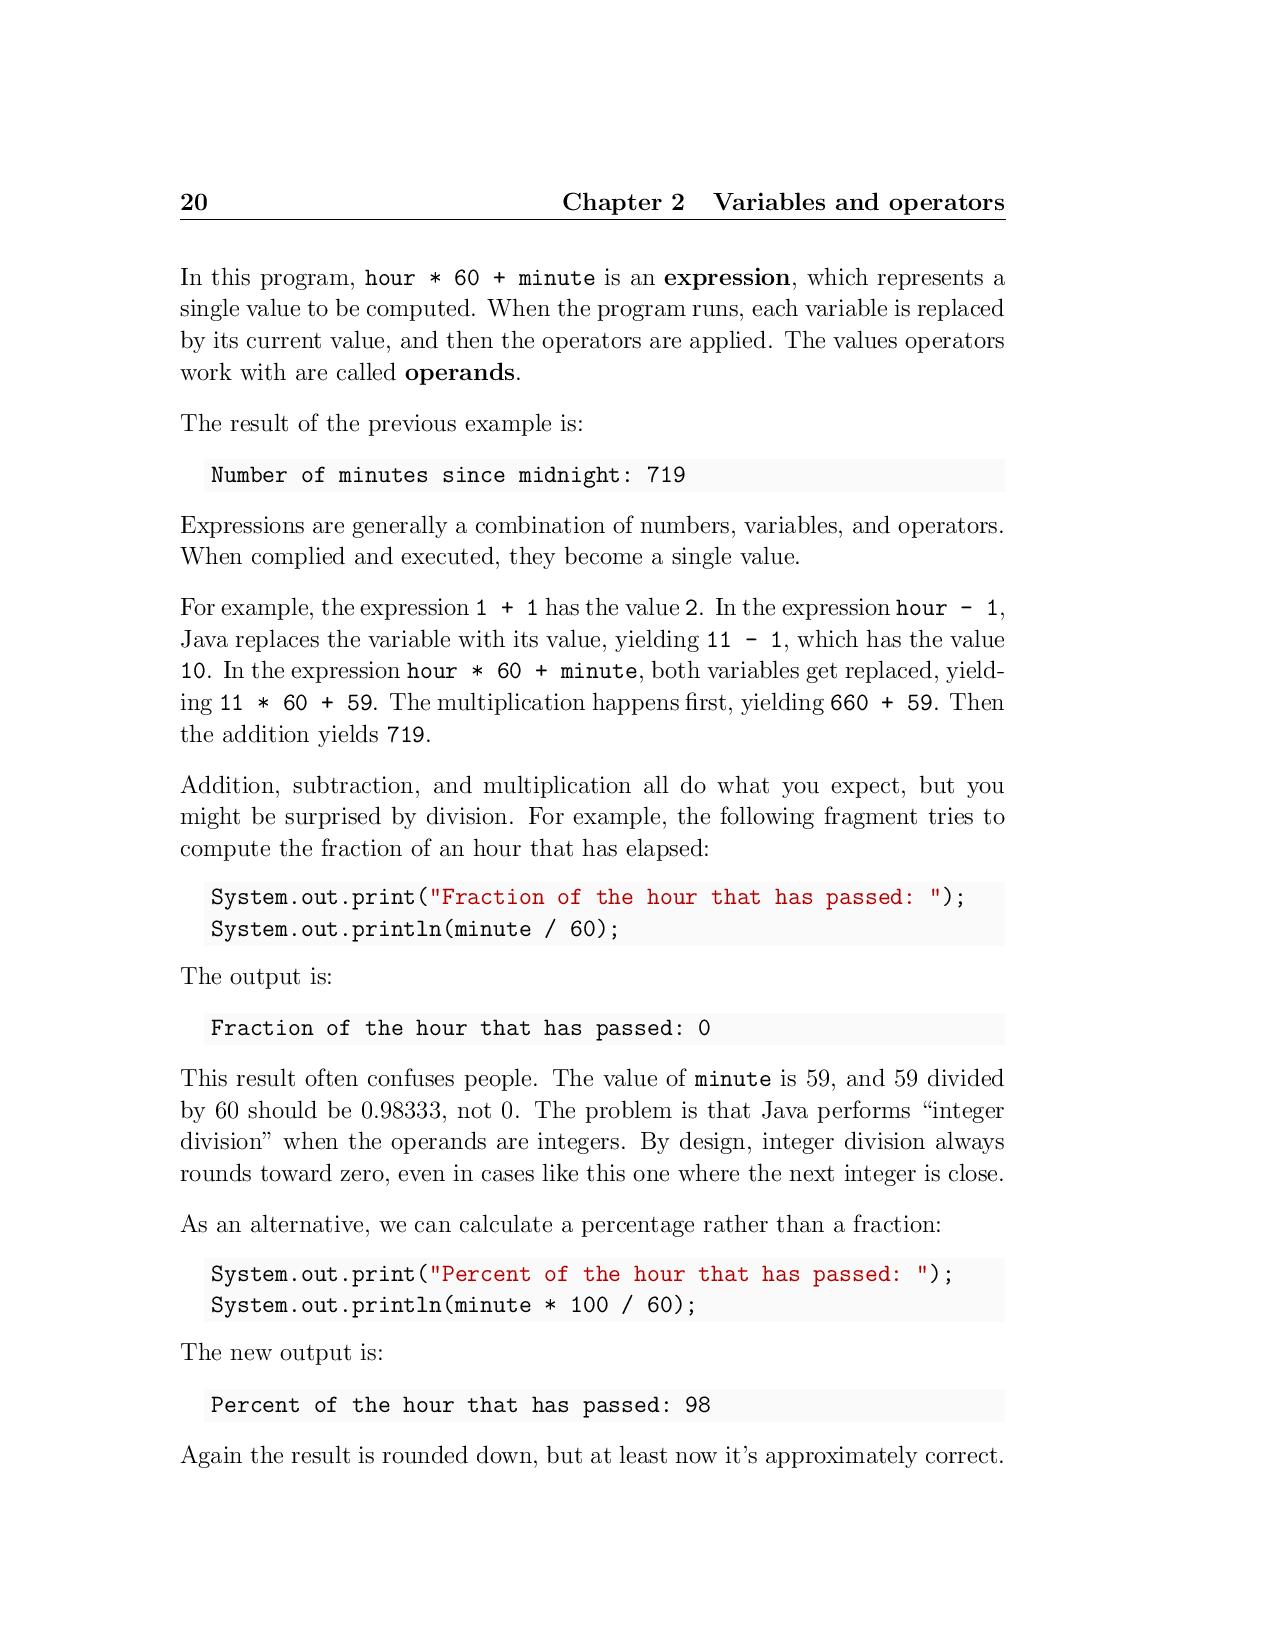 20 Chapter 2 Variables and operators
In this program, hour * 60 + minute is an expression, which represents a
single value to be computed. When the program runs, each variable is replaced
by its current value, and then the operators are applied. The values operators
work with are called operands.
The result of the previous example is:
Number of minutes since midnight: 719
Expressions are generally a combination of numbers, variables, and operators.
When complied and executed, they become a single value.
For example, the expression 1 + 1 has the value 2. In the expression hour - 1,
Java replaces the variable with its value, yielding 11 - 1, which has the value
10. In the expression hour * 60 + minute, both variables get replaced, yield-
ing 11 * 60 + 59. The multiplication happens first, yielding 660 + 59. Then
the addition yields 719.
Addition, subtraction, and multiplication all do what you expect, but you
might be surprised by division. For example, the following fragment tries to
compute the fraction of an hour that has elapsed:
System.out.print("Fraction of the hour that has passed: ");
System.out.println(minute / 60);
The output is:
Fraction of the hour that has passed: 0
This result often confuses people. The value of minute is 59, and 59 divided
by 60 should be 0.98333, not 0. The problem is that Java performs “integer
division” when the operands are integers. By design, integer division always
rounds toward zero, even in cases like this one where the next integer is close.
As an alternative, we can calculate a percentage rather than a fraction:
System.out.print("Percent of the hour that has passed: ");
System.out.println(minute * 100 / 60);
The new output is:
Percent of the hour that has passed: 98
Again the result is rounded down, but at least now it’s approximately correct.